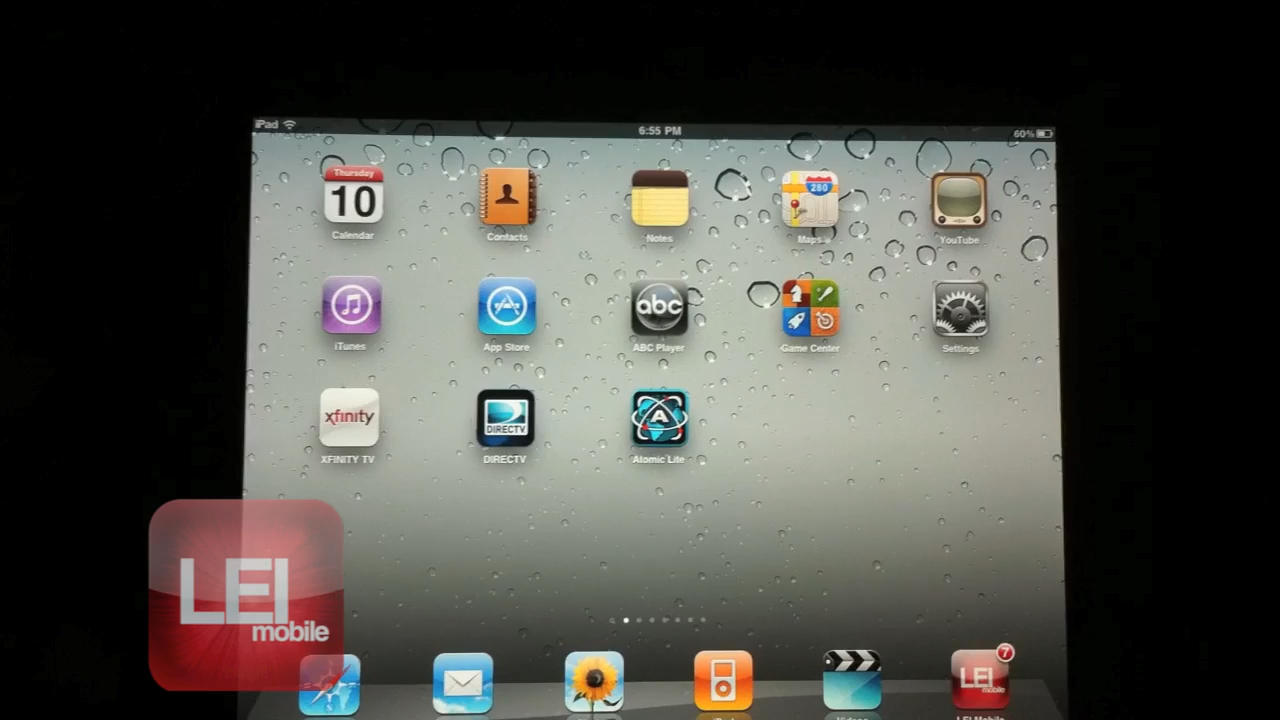 iPad 6:55 PM 60%
Thursday
10 280
Calendar Contacts Notes Maps YouTube
abc
iTunes App Store ABC Player Game Center Settings
xfinity DIRECTV A
XFINITY TV DIRECTV Atomic Lite
LEI
mobile
7
LEI
mobile